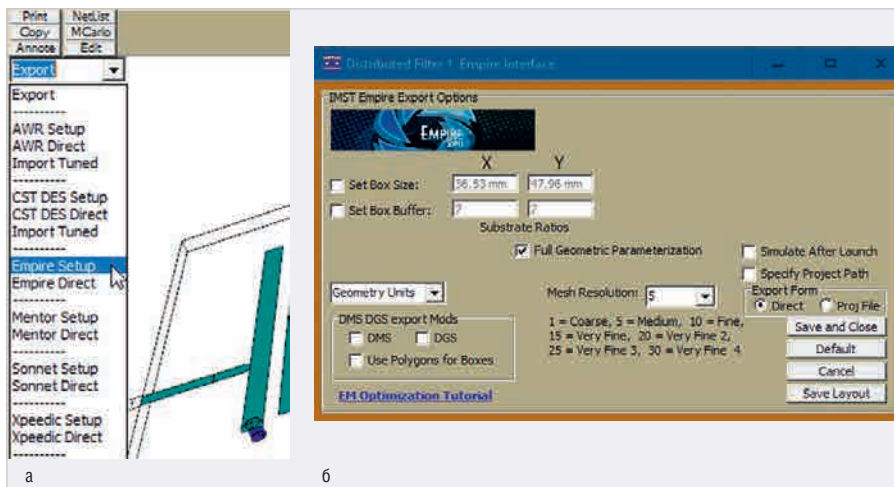 Print NetList
Copy MCarlo
Annote Edit
Export
Export
----------
AWR Setup
AWR Direct
Import Tuned
----------
CST DES Setup
CST DES Direct
Import Tuned
----------
Empire Setup
Empire Direct
----------
Mentor Setup
Mentor Direct
----------
Sonnet Setup
Sonnet Direct
----------
Xpeedic Setup
Xpeedic Direct
----------
а
Distributed Filter 1 Empire Interface
IMST Empire Export Options
EMPIRE
XPU
X Y
Set Box Size: 36.53 mm 47.96 mm
Set Box Buffer: 7 7
Substrate Ratios
Full Geometric Parameterization
Simulate After Launch
Specify Project Path
Geometry Units
Mesh Resolution: 5
Export Form
Direct Proj File
DMS DGS export Mods
DMS DGS
Use Polygons for Boxes
1 = Coarse, 5 = Medium, 10 = Fine,
15 = Very Fine, 20 = Very Fine 2,
25 = Very Fine 3, 30 = Very Fine 4
Save and Close
Default
Cancel
Save Layout
EM Optimization Tutorial
б